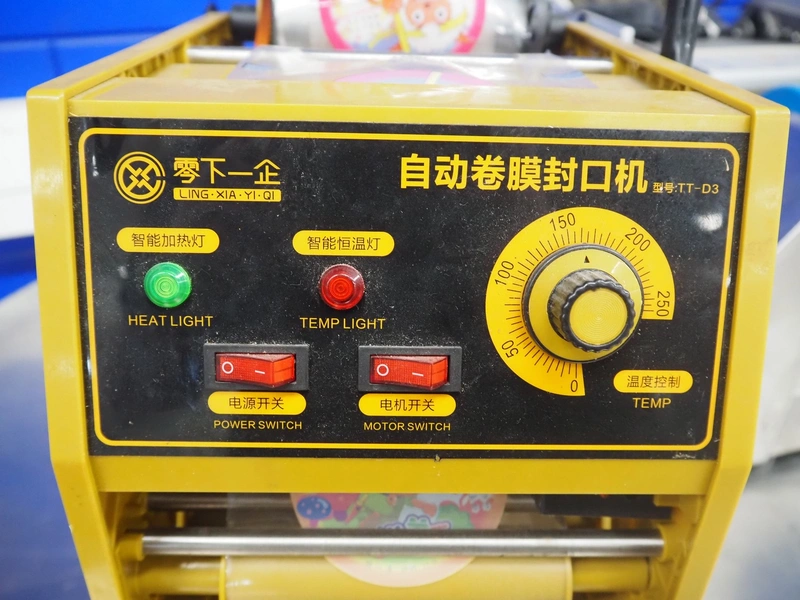 零下一企
LING·XIA·YI·QI
自动卷膜封口机 型号:TT-D3
智能加热灯
HEAT LIGHT
智能恒温灯
TEMP LIGHT
0
50
100
150
200
250
温度控制
TEMP
电源开关
POWER SWITCH
电机开关
MOTOR SWITCH